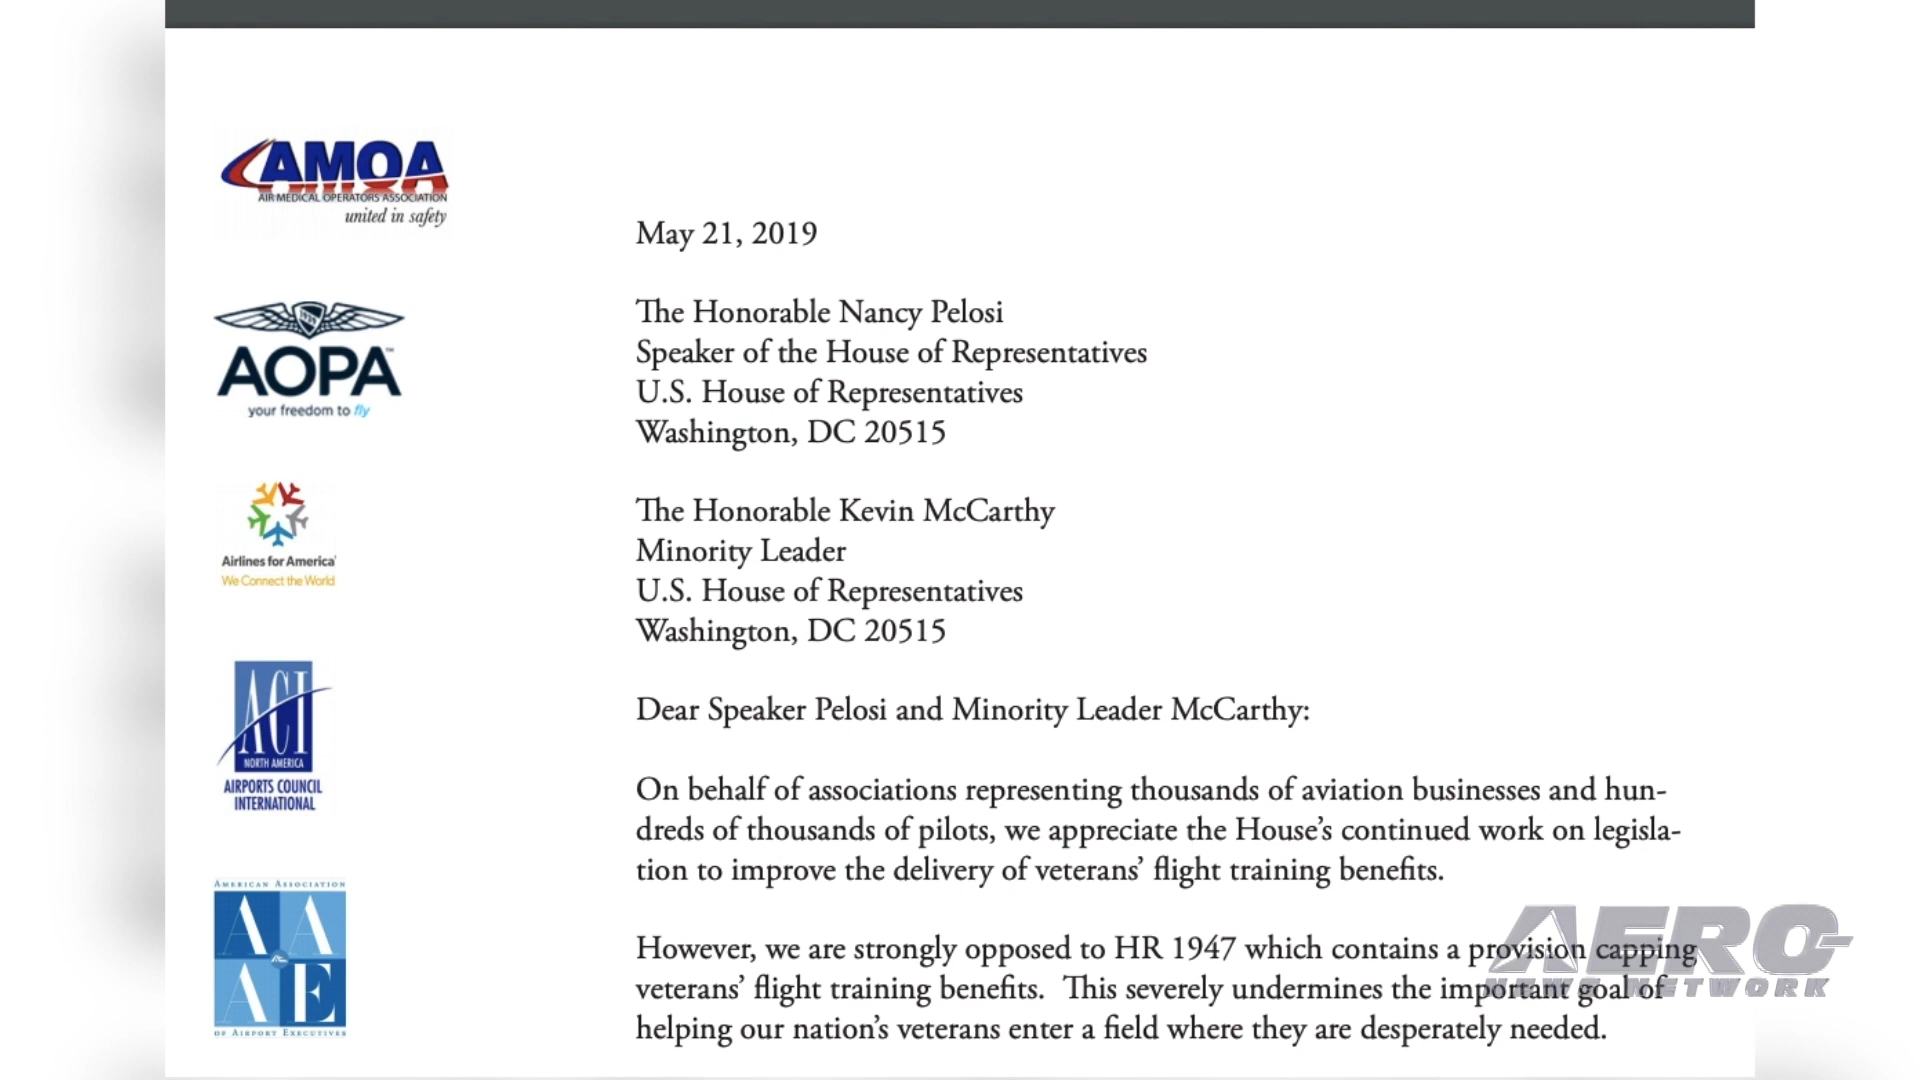 AMOA
AIR MEDICAL OPERATORS ASSOCIATION
united in safety
AOPA
your freedom to fly
Airlines for America
We Connect the World
ACI
NORTH AMERICA
AIRPORTS COUNCIL
INTERNATIONAL
AMERICAN ASSOCIATION
A A
A E
OF AIRPORT EXECUTIVES
May 21, 2019
The Honorable Nancy Pelosi
Speaker of the House of Representatives
U.S. House of Representatives
Washington, DC 20515
The Honorable Kevin McCarthy
Minority Leader
U.S. House of Representatives
Washington, DC 20515
Dear Speaker Pelosi and Minority Leader McCarthy:
On behalf of associations representing thousands of aviation businesses and hun-
dreds of thousands of pilots, we appreciate the House's continued work on legisla-
tion to improve the delivery of veterans' flight training benefits.
However, we are strongly opposed to HR 1947 which contains a provision capping
veterans' flight training benefits. This severely undermines the important goal of
helping our nation's veterans enter a field where they are desperately needed.
AERO-
NEWS NETWORK